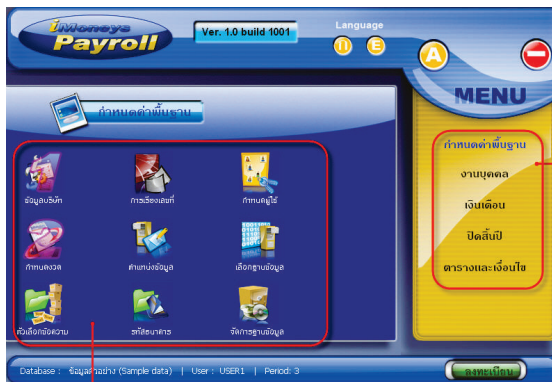 iMoneys
Payroll
Ver. 1.0 build 1001
Language
ท E
A
MENU
กำหนดค่าพื้นฐาน
กำหนดค่าพื้นฐาน
งานบุคคล
เงินเดือน
ปิดสิ้นปี
ตารางและเงื่อนไข
ข้อมูลบริษัท
การเรียงเลขที่
กำหนดผู้ใช้
กำหนดงวด
ตำแหน่งข้อมูล
เลือกฐานข้อมูล
ตัวเลือกข้อความ
รหัสธนาคาร
จัดการฐานข้อมูล
Database : ข้อมูลตัวอย่าง (Sample data) | User : USER1 | Period: 3
ลงทะเบียน